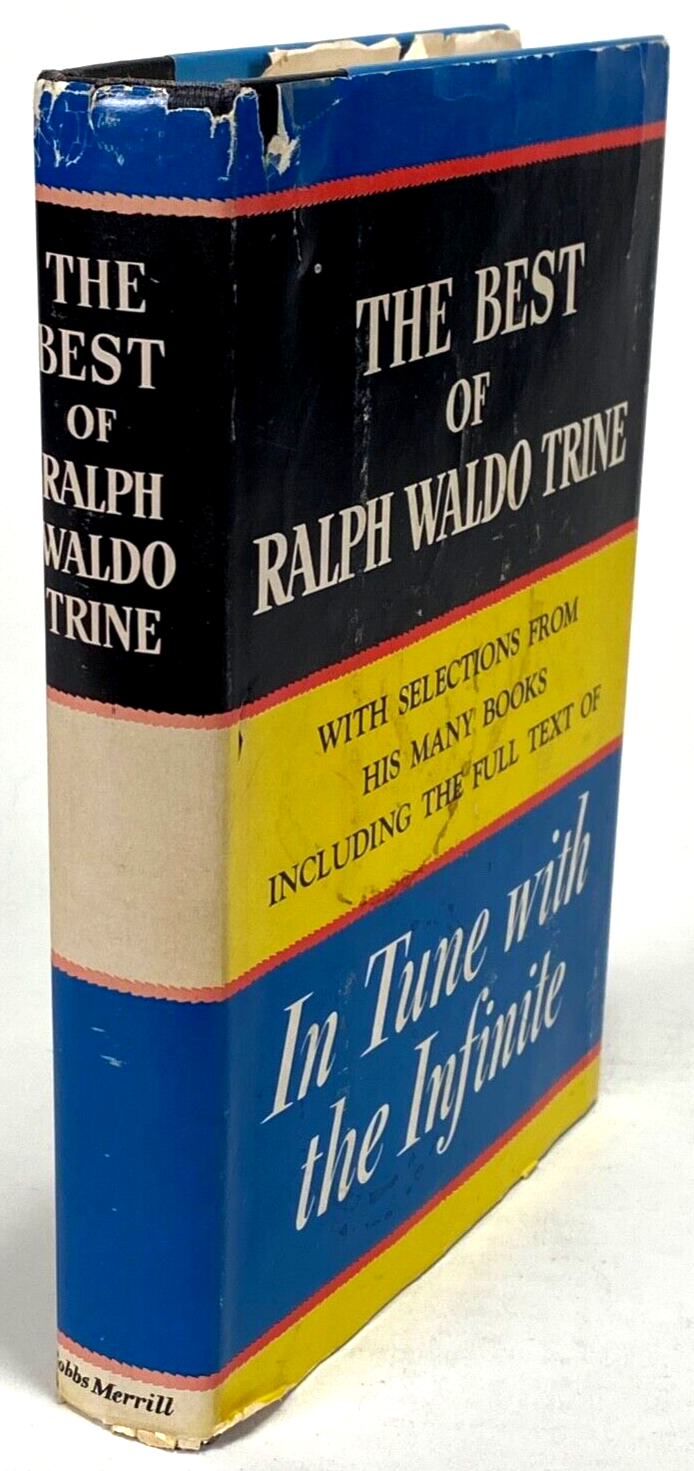 THE
BEST
OF
RALPH
WALDO
TRINE
obbs Merrill
THE BEST
OF
RALPH WALDO TRINE
WITH SELECTIONS FROM
HIS MANY BOOKS
INCLUDING THE FULL TEXT OF
In Tune with
the Infinite